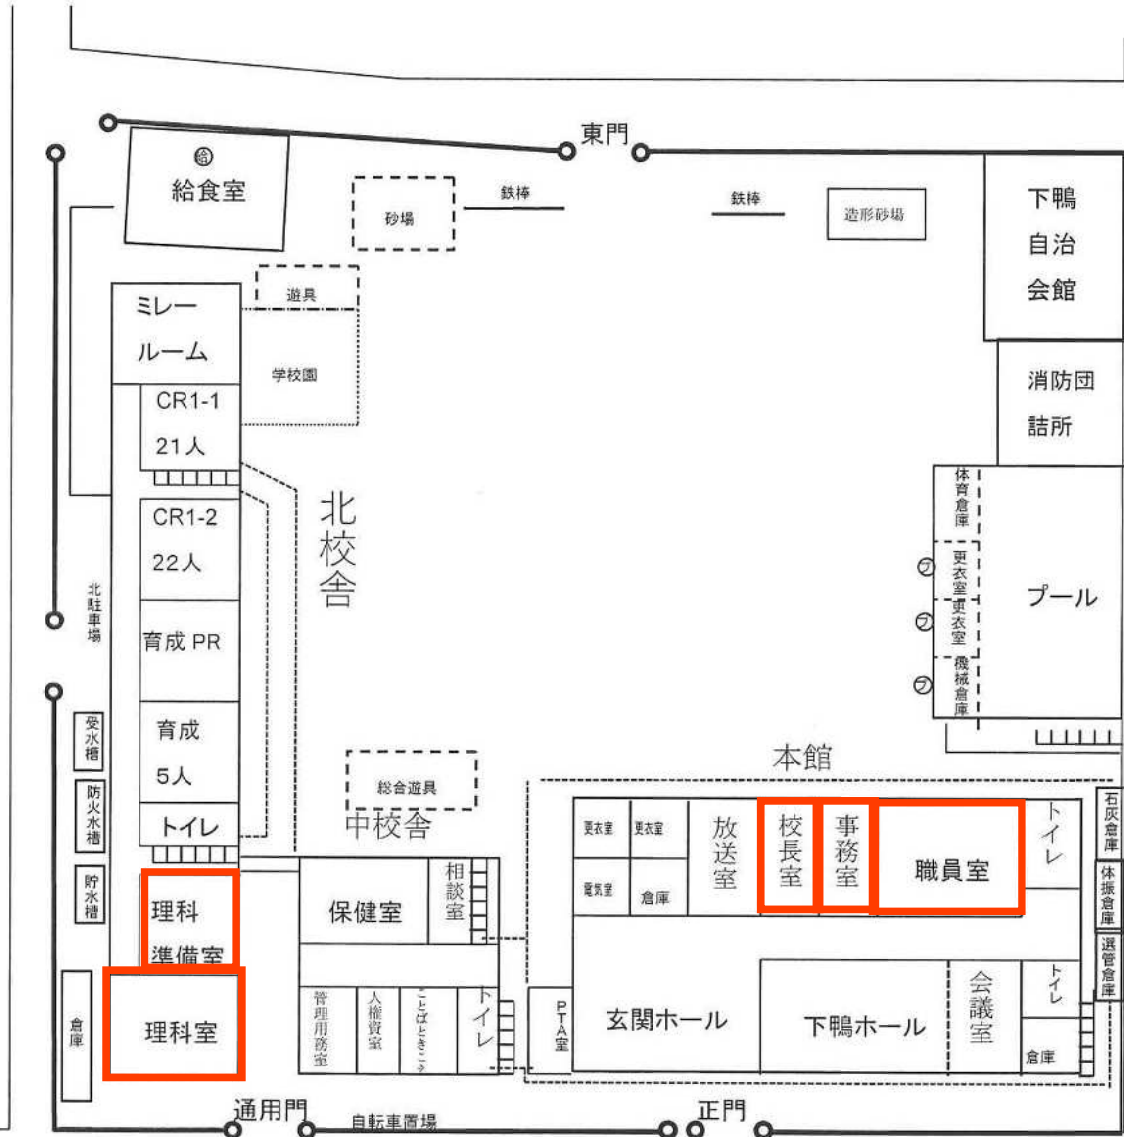 東門
給
給食室
砂場
鉄棒
鉄棒
造形砂場
下鴨
自治
会館
ミレー
ルーム
遊具
学校園
消防団
詰所
CR1-1
21人
CR1-2
22人
北校舎
体育倉庫
更衣室
更衣室
機械倉庫
プ
プ
プ
プール
北駐車場
育成 PR
育成
5人
トイレ
受水槽
防火水槽
貯水槽
総合遊具
中校舎
本館
更衣室
更衣室
電気室
倉庫
放送室
校長室
事務室
職員室
トイレ
石灰倉庫
体振倉庫
選管倉庫
理科
準備室
理科室
倉庫
保健室
相談室
管理用務室
人権資室
ことばときこえ
トイレ
PTA室
玄関ホール
下鴨ホール
会議室
トイレ
倉庫
通用門
自転車置場
正門